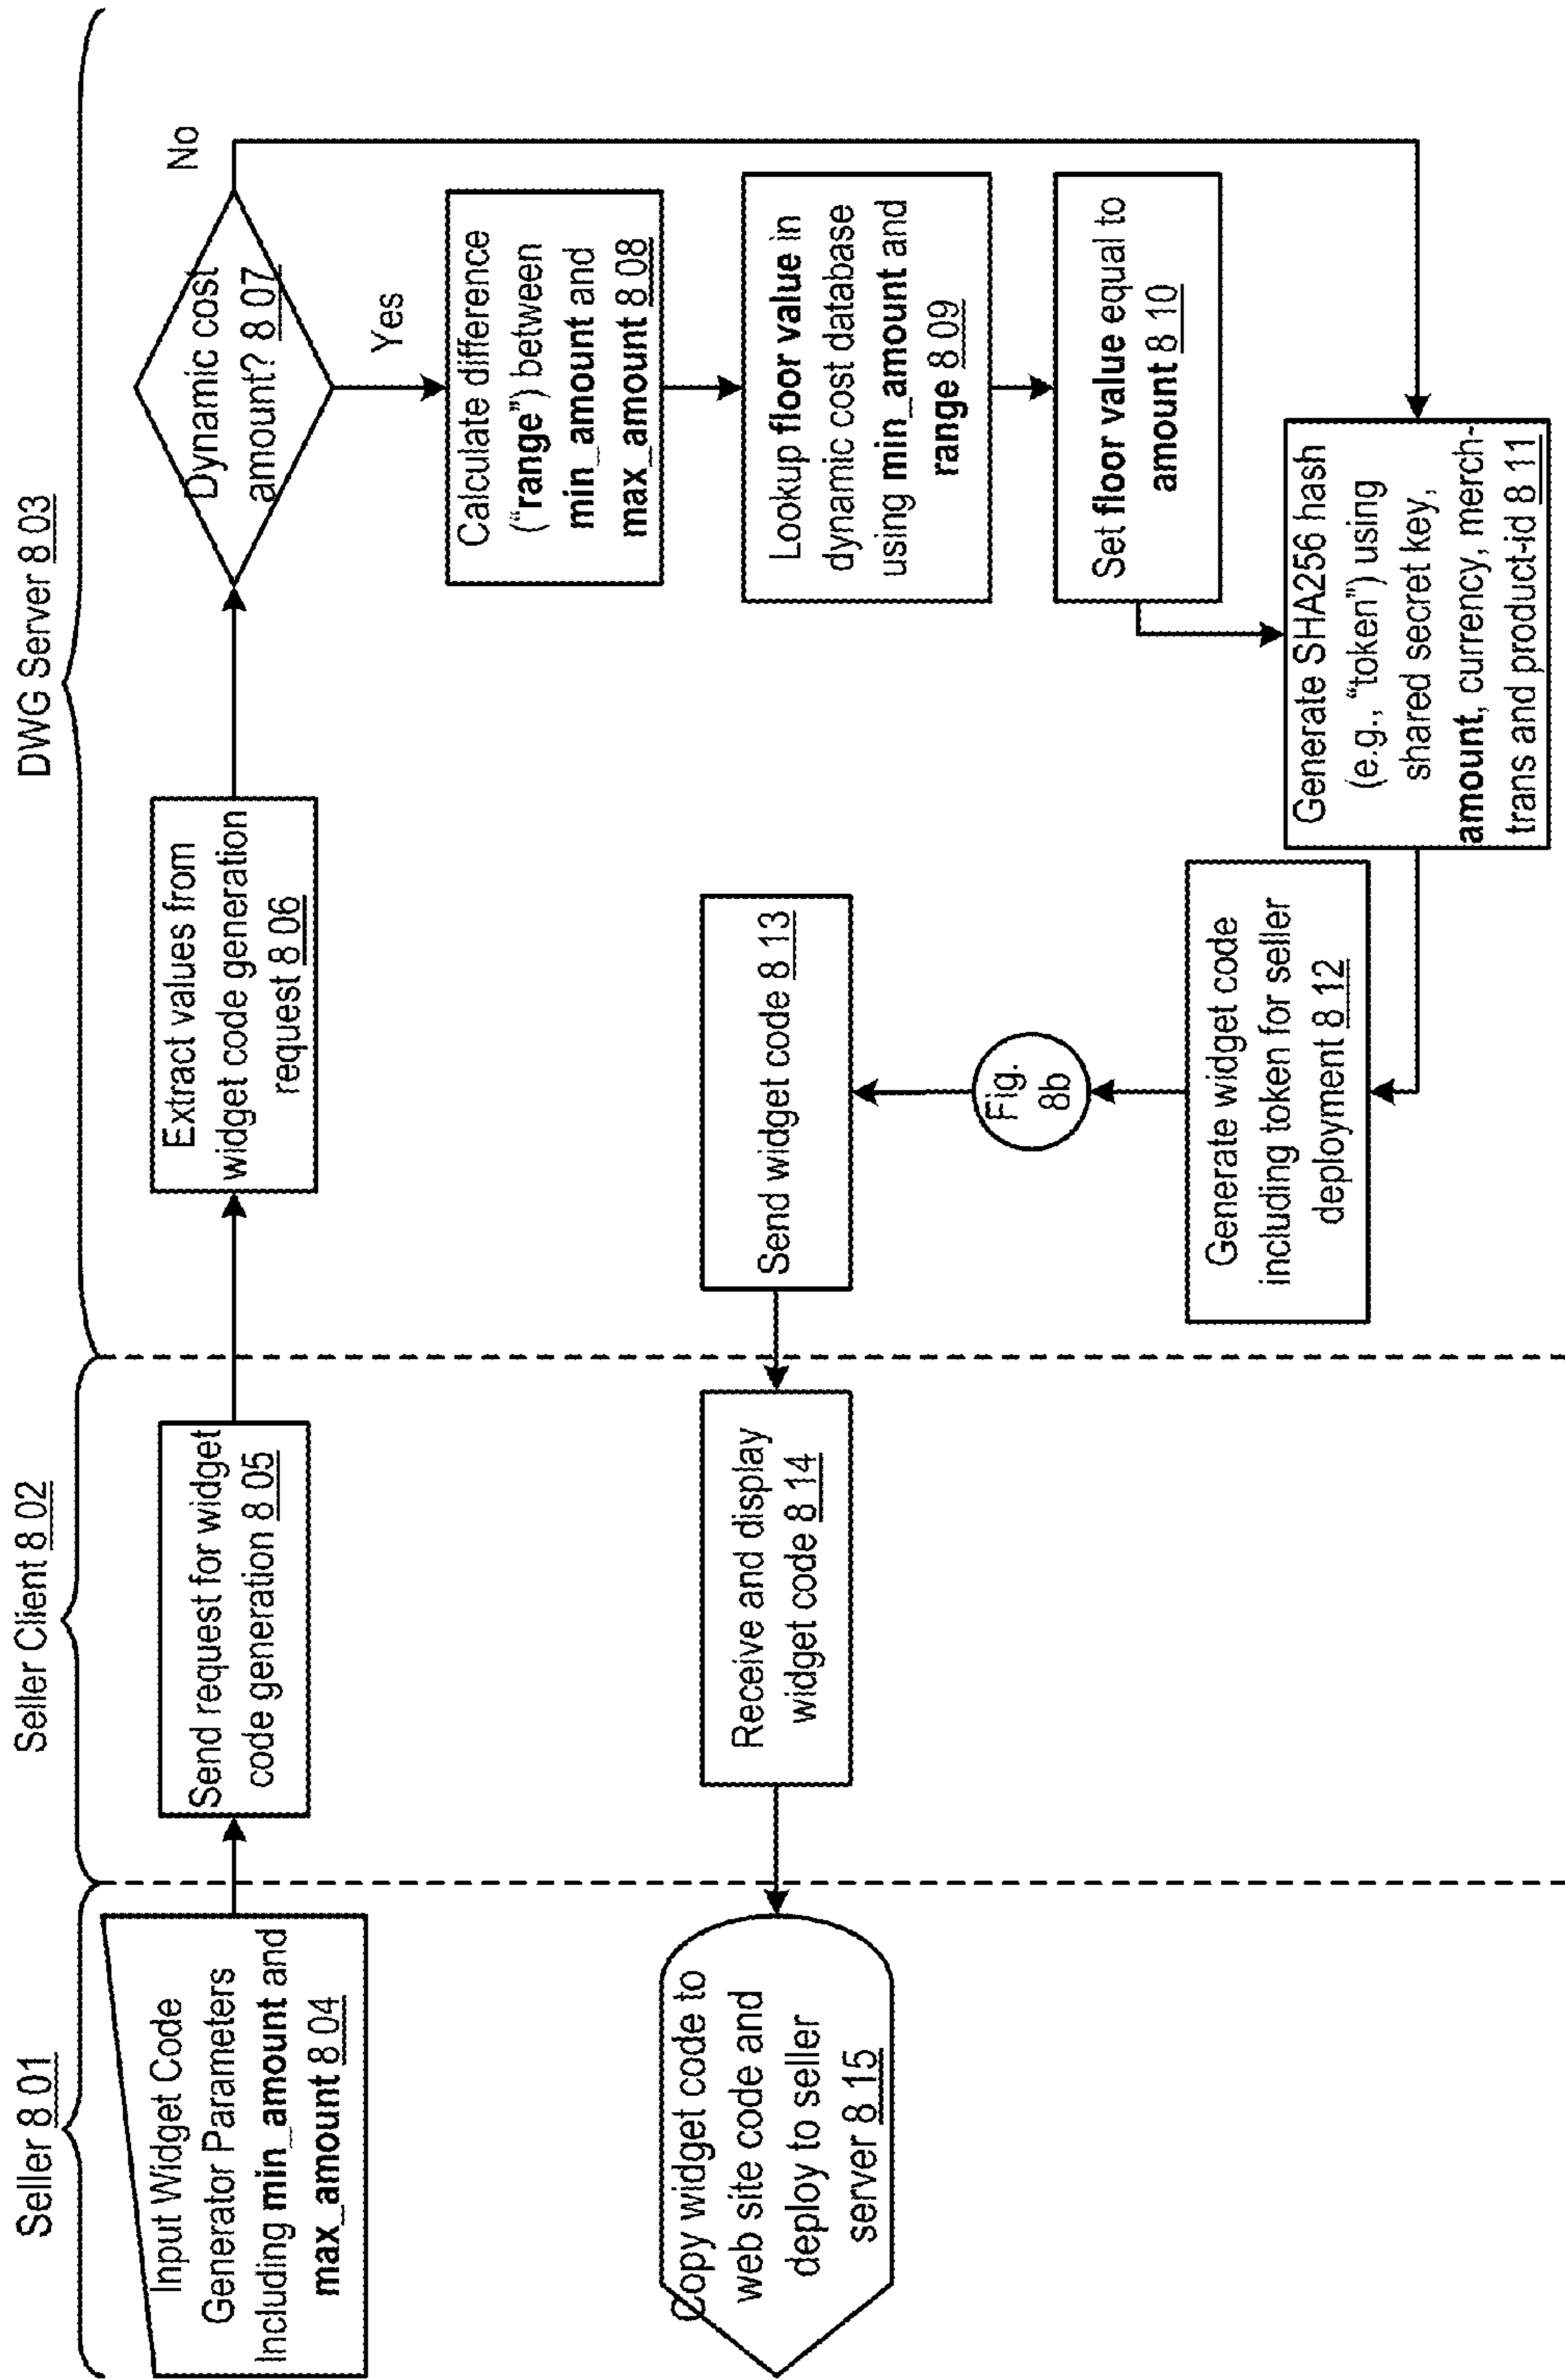 Seller 8 01
Seller Client 8 02
DWG Server 8 03
Input Widget Code
Generator Parameters
Including min_amount and
max_amount 8 04
Send request for widget
code generation 8 05
Extract values from
widget code generation
request 8 06
Dynamic cost
amount? 8 07
No
Yes
Calculate difference
(“range”) between
min_amount and
max_amount 8 08
Lookup floor value in
dynamic cost database
using min_amount and
range 8 09
Set floor value equal to
amount 8 10
Generate SHA256 hash
(e.g., “token”) using
shared secret key,
amount, currency, merch-
trans and product-id 8 11
Generate widget code
including token for seller
deployment 8 12
Fig.
8b
Send widget code 8 13
Receive and display
widget code 8 14
Copy widget code to
web site code and
deploy to seller
server 8 15